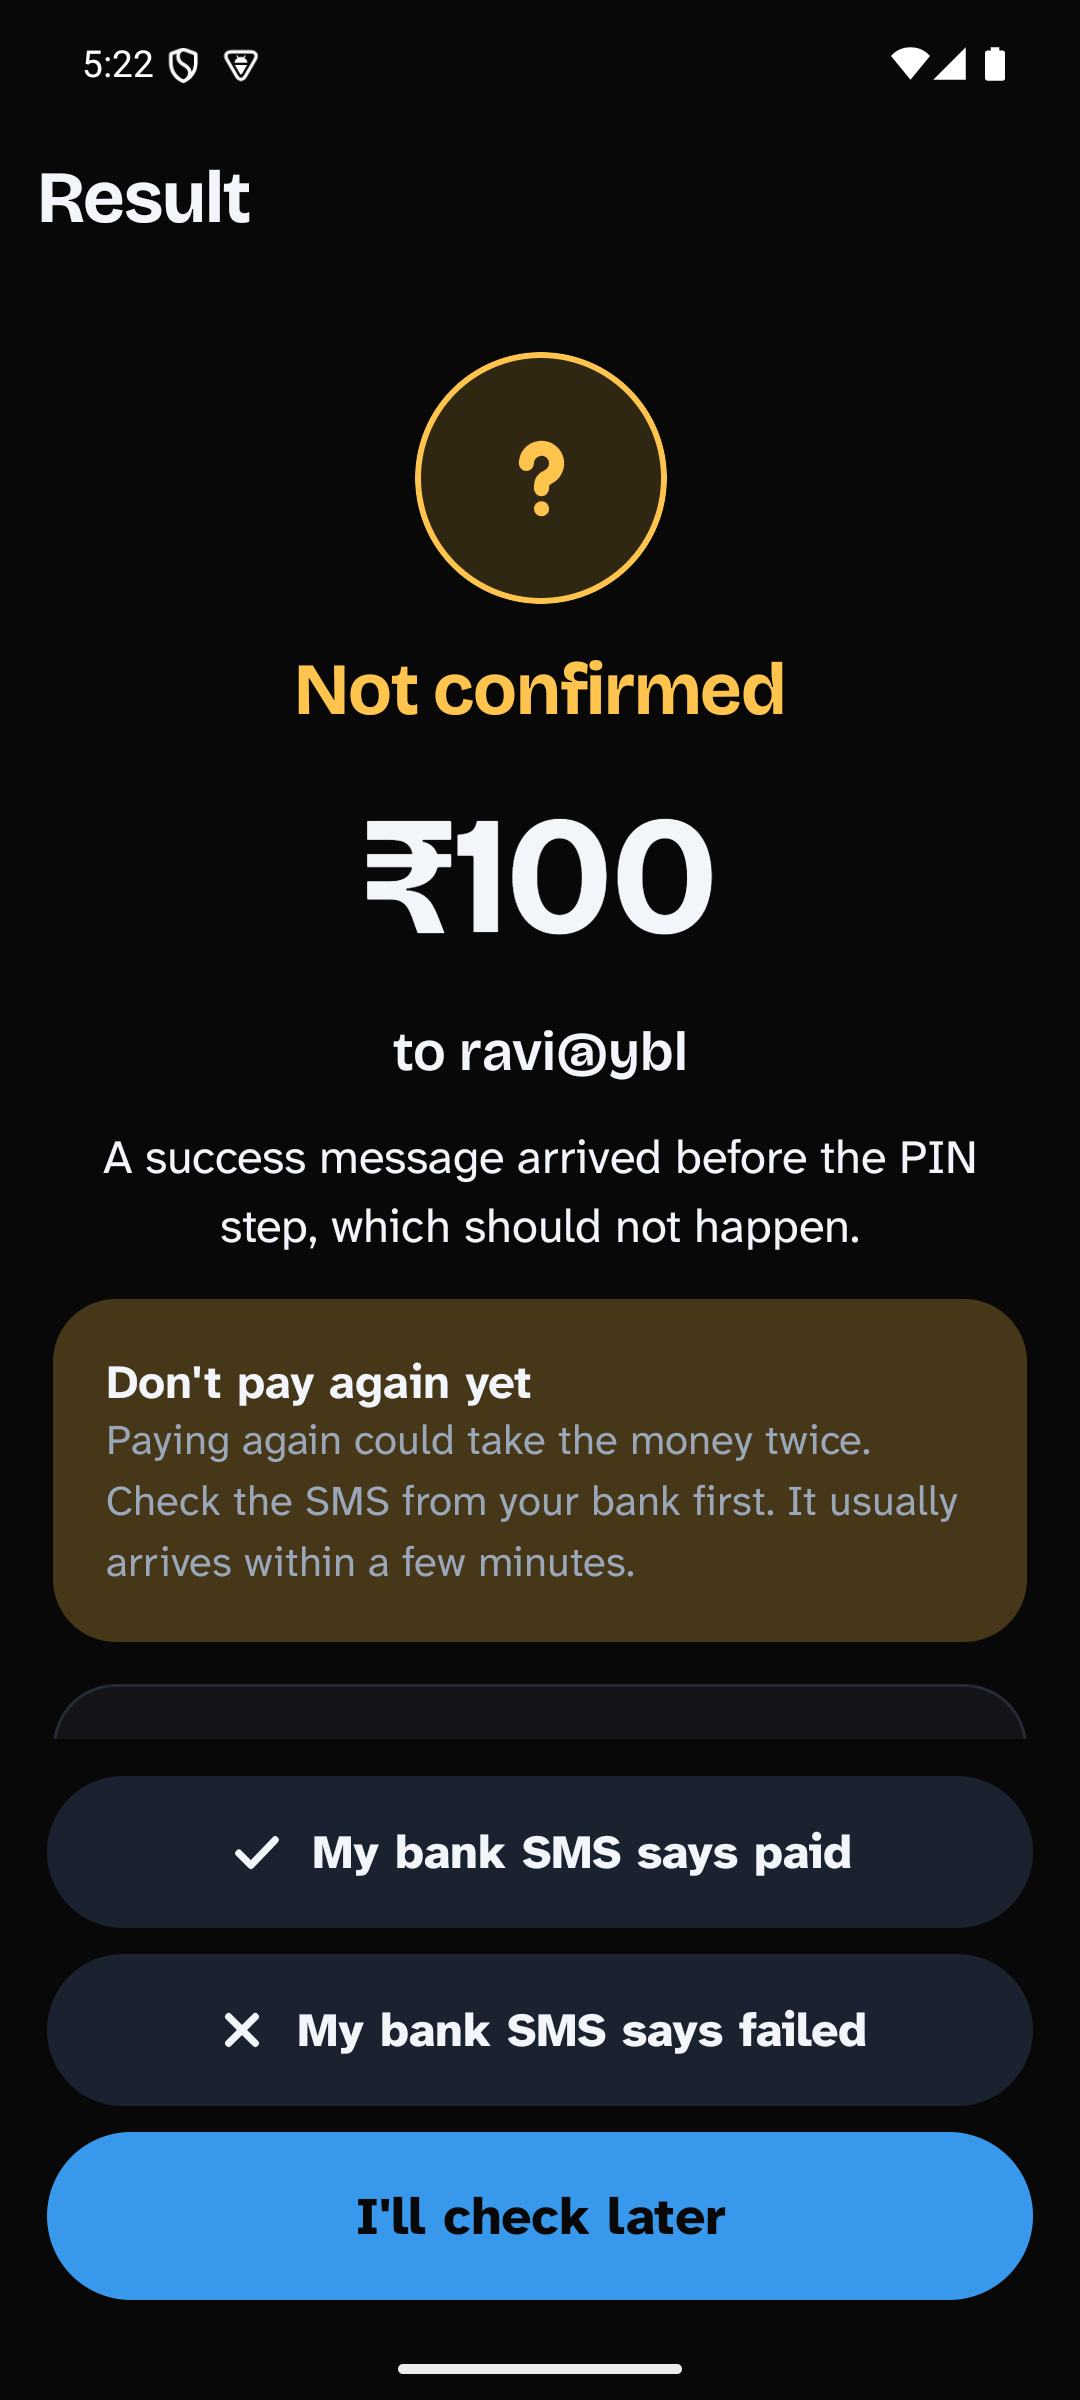 5:22
Result
Not confirmed
₹100
to ravi@ybl
A success message arrived before the PIN
step, which should not happen.
Don't pay again yet
Paying again could take the money twice.
Check the SMS from your bank first. It usually
arrives within a few minutes.
My bank SMS says paid
My bank SMS says failed
I'll check later